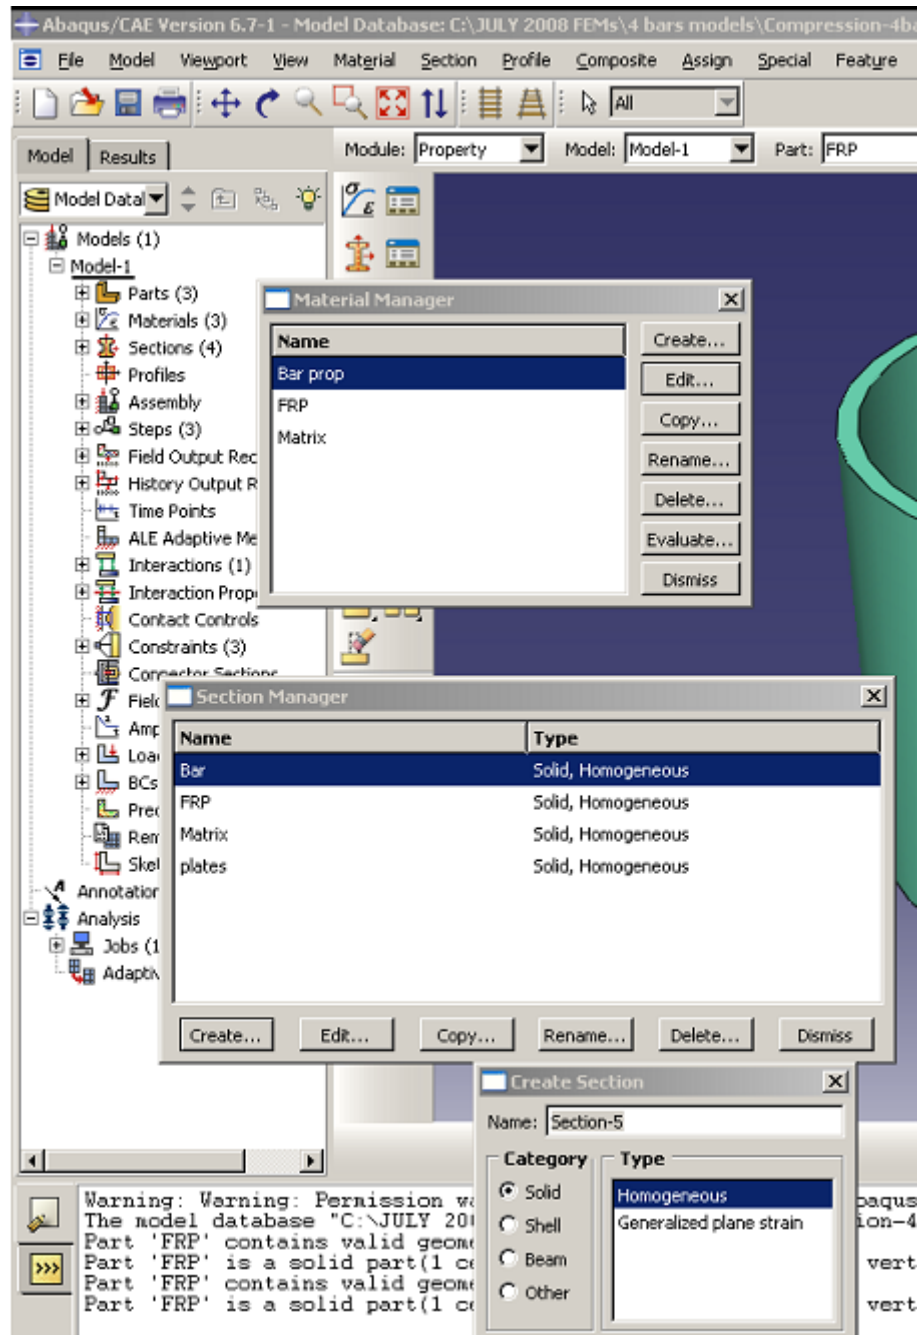 Abaqus/CAE Version 6.7-1 - Model Database: C:\JULY 2008 FEMs\4 bars models\Compression-4ba
File Model Viewport View Material Section Profile Composite Assign Special Feature
All
Model Results
Module: Property Model: Model-1 Part: FRP
Model Datal
σ ε
Models (1)
Model-1
Parts (3)
Materials (3)
Sections (4)
Profiles
Assembly
Steps (3)
Field Output Rec
History Output R
Time Points
ALE Adaptive Me
Interactions (1)
Interaction Prop
Contact Controls
Constraints (3)
Connector Sections
Fielc
Amp
Loa
BCs
Prec
Rem
Skel
Annotation
Analysis
Jobs (1
Adaptiv
Material Manager
Name
Bar prop
FRP
Matrix
Create...
Edit...
Copy...
Rename...
Delete...
Evaluate...
Dismiss
Section Manager
Name Type
Bar Solid, Homogeneous
FRP Solid, Homogeneous
Matrix Solid, Homogeneous
plates Solid, Homogeneous
Create... Edit... Copy... Rename... Delete... Dismiss
Create Section
Name: Section-5
Category Type
Solid Homogeneous
Shell Generalized plane strain
Beam
Other
Warning: Warning: Permission wa baqus
The model database "C:\JULY 20 ion-4
Part 'FRP' contains valid geome
Part 'FRP' is a solid part(1 ce vert
Part 'FRP' contains valid geome
Part 'FRP' is a solid part(1 ce vert